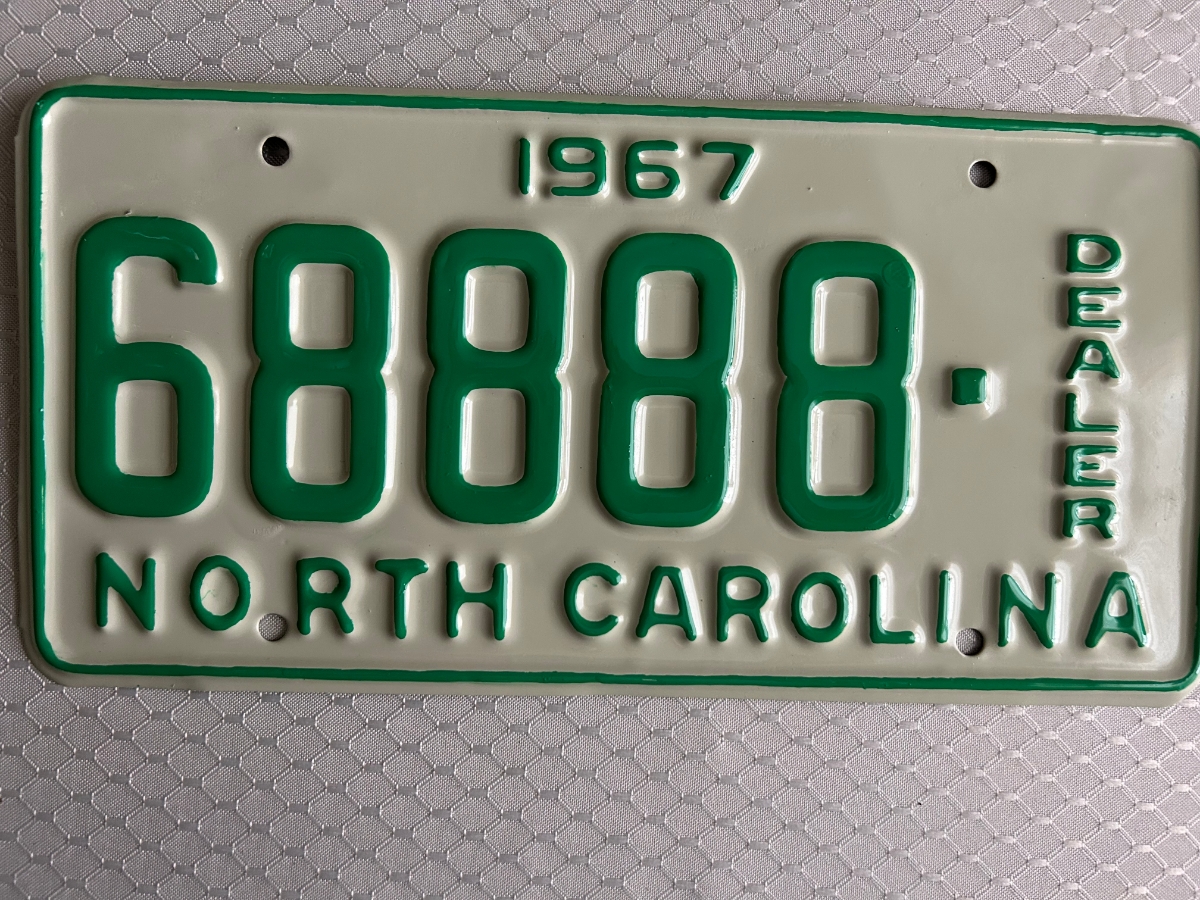 1967
68888·
DEALER
NORTH CAROLINA